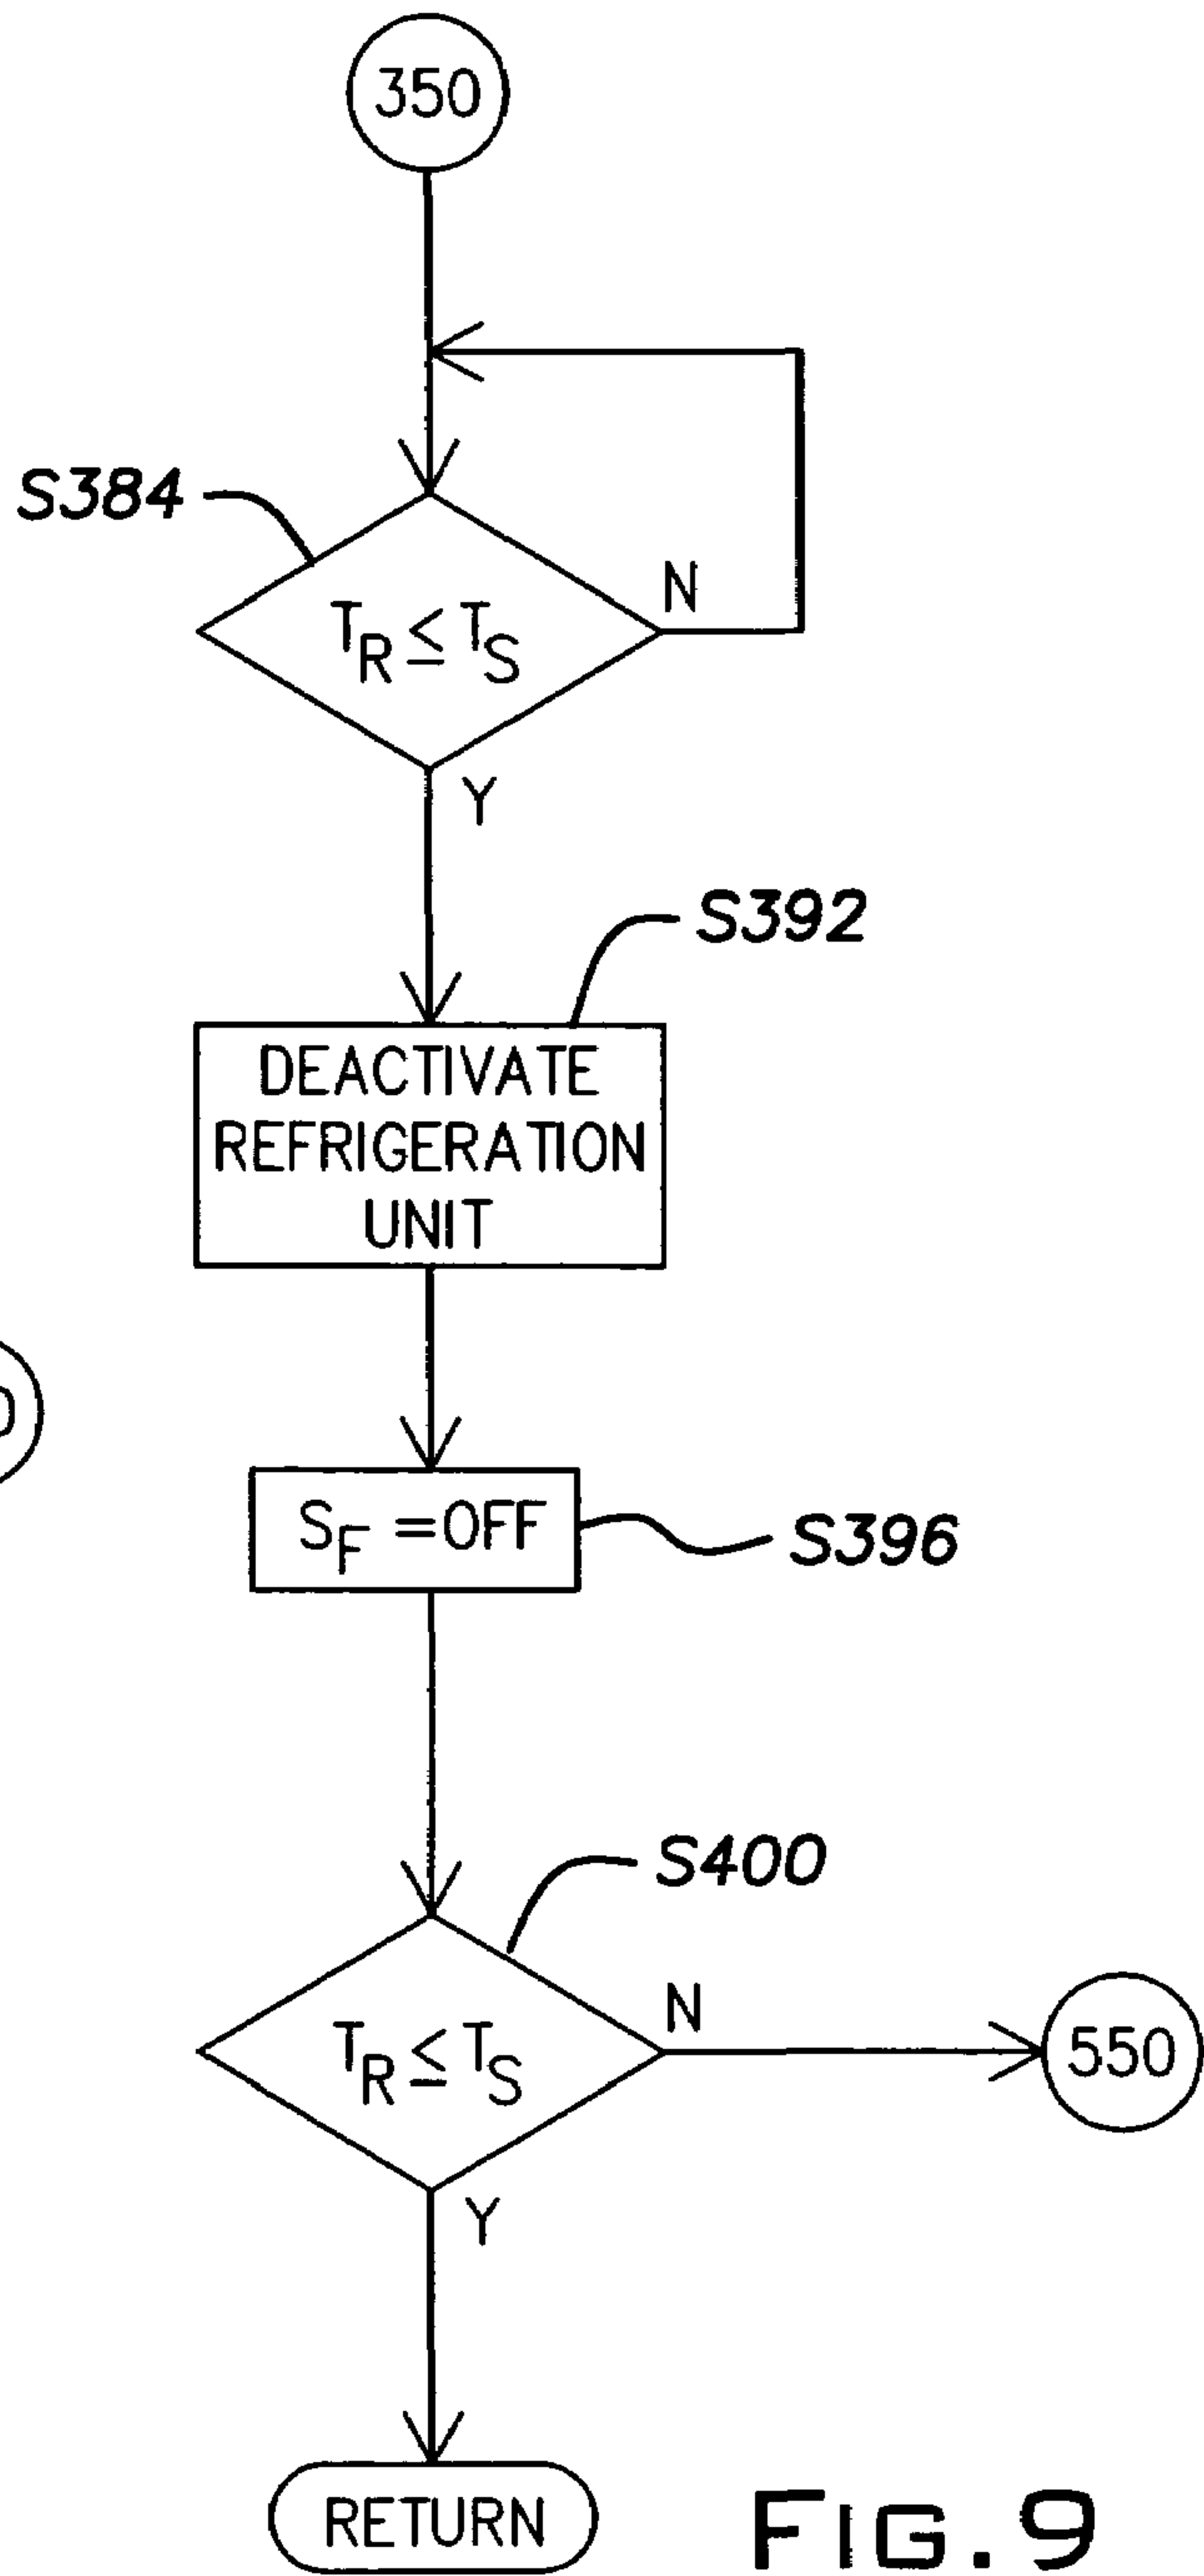 350
S384
N
T_R ≤ T_S
Y
S392
DEACTIVATE
REFRIGERATION
UNIT
S_F = OFF
S396
S400
N
T_R ≤ T_S
550
Y
RETURN
FIG. 9